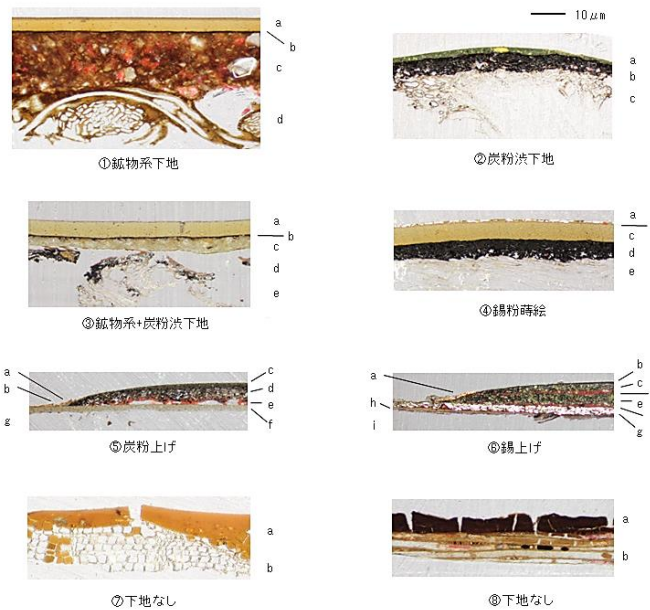 10μm
a
b
c
d
①鉱物系下地
a
b
c
②炭粉渋下地
a
b
c
d
e
③鉱物系+炭粉渋下地
a
c
d
e
④錫粉蒔絵
a
b
g
c
d
e
f
⑤炭粉上げ
a
h
i
b
c
e
g
⑥錫上げ
a
b
⑦下地なし
a
b
⑧下地なし